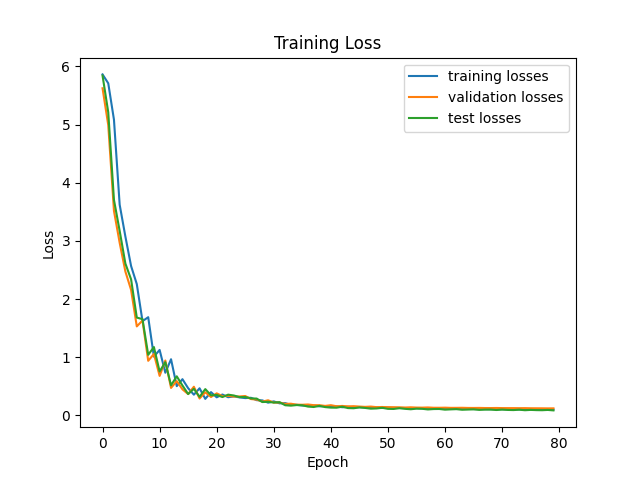 Training Loss
training losses
validation losses
test losses
6
5
4
3
2
1
0
Loss
0 10 20 30 40 50 60 70 80
Epoch